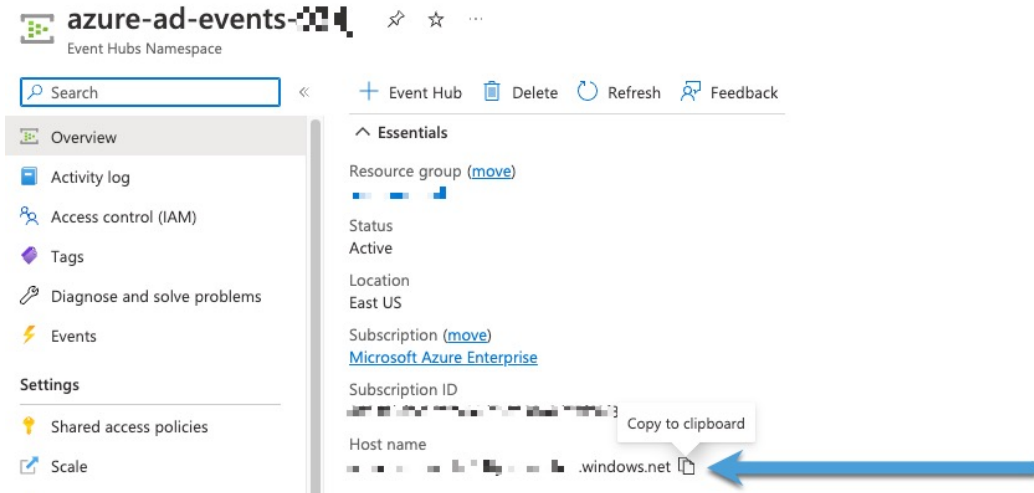 azure-ad-events-
Event Hubs Namespace
Search
Overview
Activity log
Access control (IAM)
Tags
Diagnose and solve problems
Events
Settings
Shared access policies
Scale
Event Hub
Delete
Refresh
Feedback
Essentials
Resource group (move)
Status
Active
Location
East US
Subscription (move)
Microsoft Azure Enterprise
Subscription ID
Copy to clipboard
Host name
.windows.net